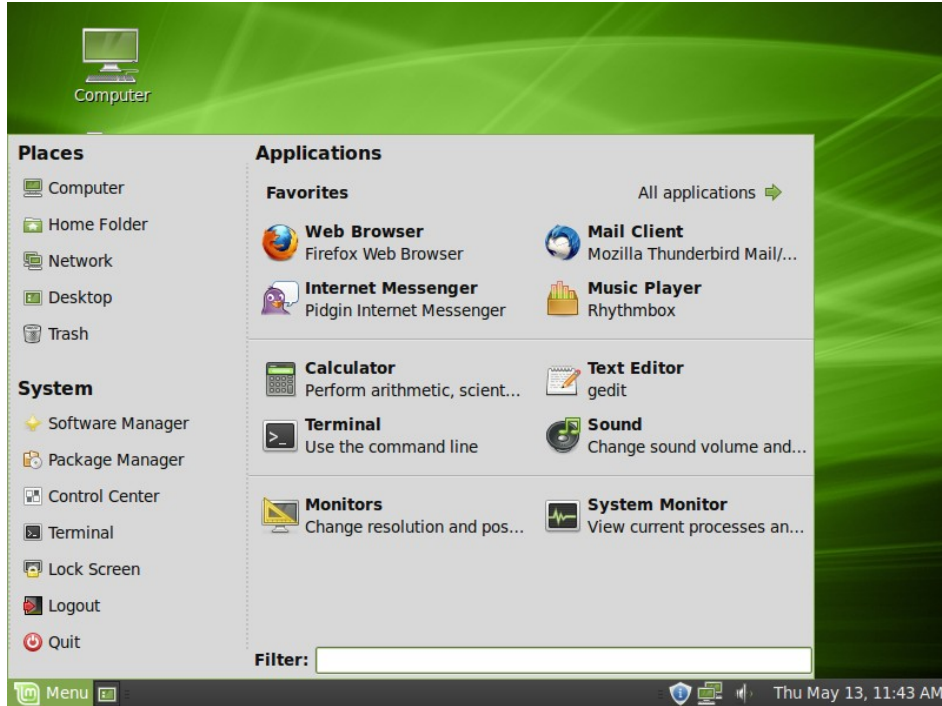 Computer
Places
Computer
Home Folder
Network
Desktop
Trash
System
Software Manager
Package Manager
Control Center
Terminal
Lock Screen
Logout
Quit
Applications
Favorites
All applications
Web Browser
Firefox Web Browser
Mail Client
Mozilla Thunderbird Mail/...
Internet Messenger
Pidgin Internet Messenger
Music Player
Rhythmbox
Calculator
Perform arithmetic, scient...
Text Editor
gedit
Terminal
Use the command line
Sound
Change sound volume and...
Monitors
Change resolution and pos...
System Monitor
View current processes an...
Filter:
Menu
Thu May 13, 11:43 AM